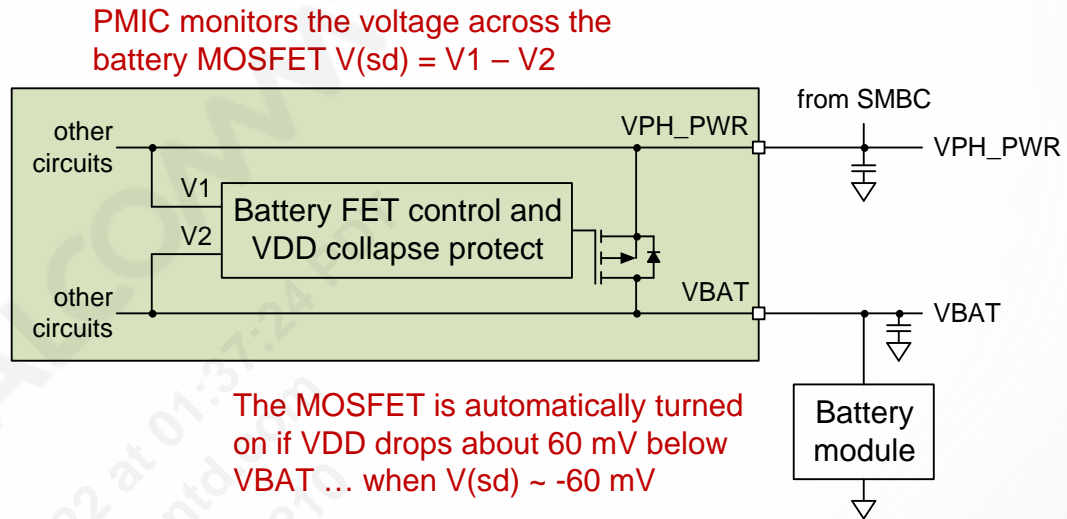 PMIC monitors the voltage across the
battery MOSFET V(sd) = V1 – V2
from SMBC
other
circuits
VPH_PWR
VPH_PWR
V1
Battery FET control and
V2
VDD collapse protect
other
circuits
VBAT
VBAT
The MOSFET is automatically turned
on if VDD drops about 60 mV below
VBAT … when V(sd) ~ -60 mV
Battery
module